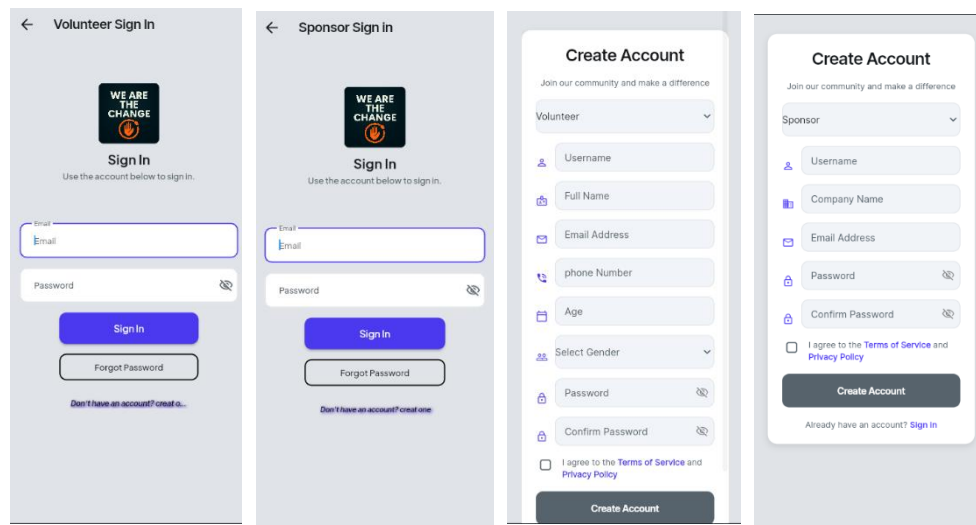 Volunteer Sign In
WE ARE
THE
CHANGE
Sign In
Use the account below to sign in.
Email
Email
Password
Sign In
Forgot Password
Don't have an account? creat o...
Sponsor Sign in
WE ARE
THE
CHANGE
Sign In
Use the account below to sign in.
Email
Email
Password
Sign In
Forgot Password
Don't have an account? creat one
Create Account
Join our community and make a difference
Volunteer
Username
Full Name
Email Address
phone Number
Age
Select Gender
Password
Confirm Password
I agree to the Terms of Service and
Privacy Policy
Create Account
Create Account
Join our community and make a difference
Sponsor
Username
Company Name
Email Address
Password
Confirm Password
I agree to the Terms of Service and
Privacy Policy
Create Account
Already have an account? Sign in